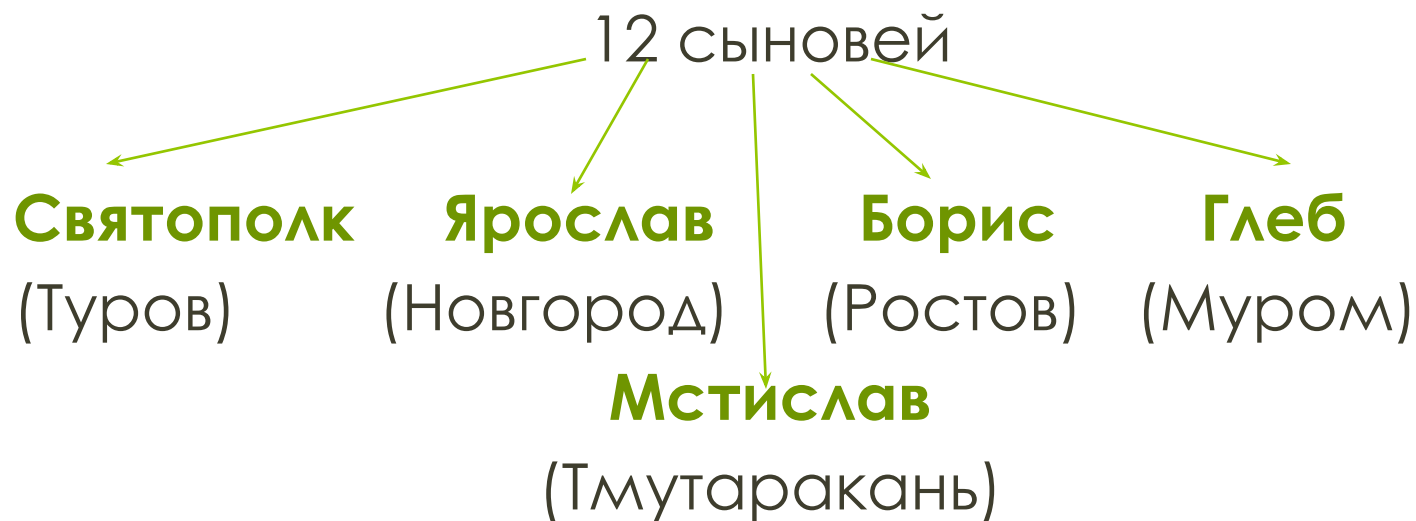 12 сыновей
Святополк Ярослав Борис Глеб
(Туров) (Новгород) (Ростов) (Муром)
Мстислав
(Тмутаракань)